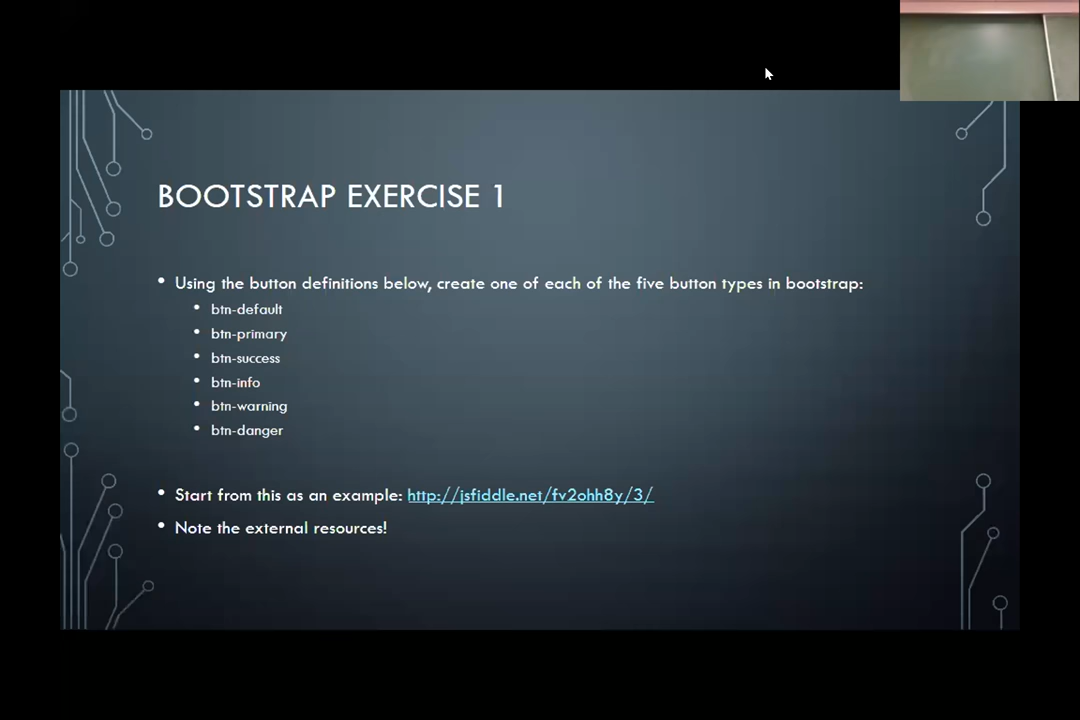 BOOTSTRAP EXERCISE 1
• Using the button definitions below, create one of each of the five button types in bootstrap:
• btn-default
• btn-primary
• btn-success
• btn-info
• btn-warning
• btn-danger
• Start from this as an example: http://jsfiddle.net/fv2ohh8y/3/
• Note the external resources!